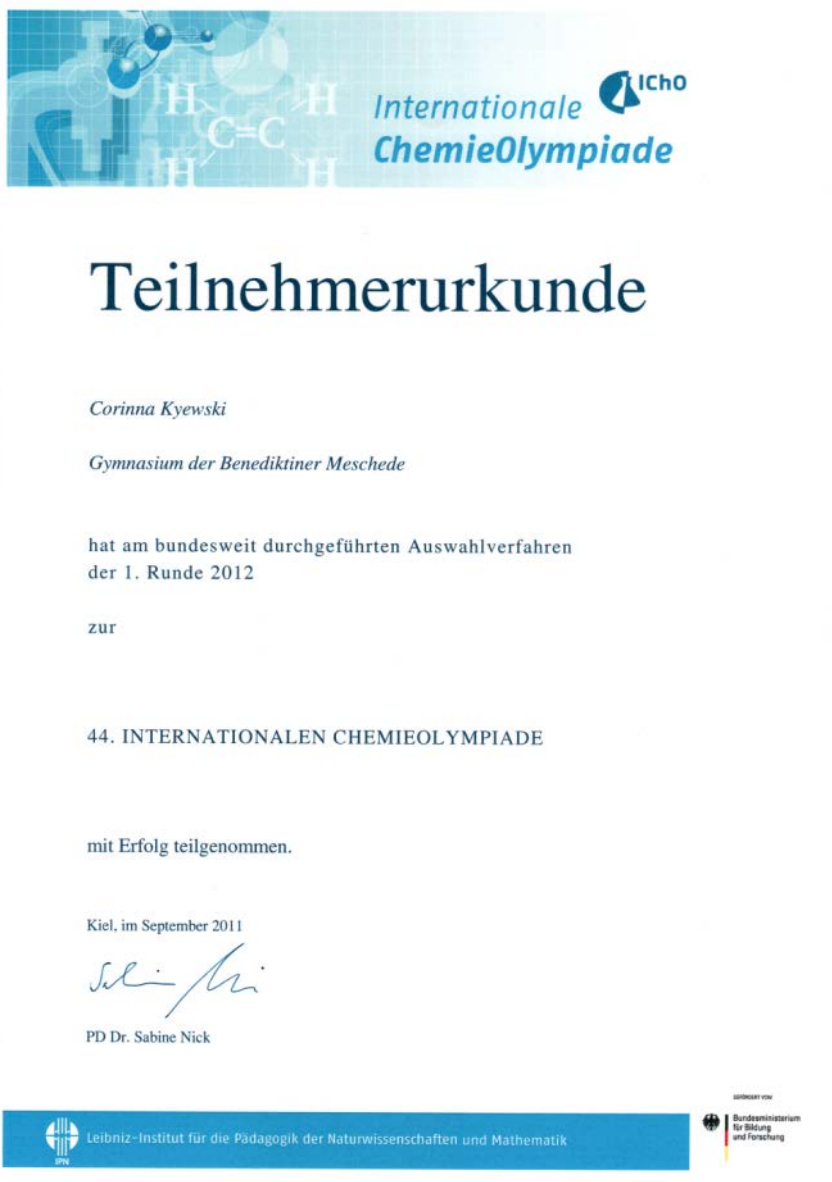 IChO
Internationale
ChemieOlympiade
H H
C=C
H H
Teilnehmerurkunde
Corinna Kyewski
Gymnasium der Benediktiner Meschede
hat am bundesweit durchgeführten Auswahlverfahren
der 1. Runde 2012
zur
44. INTERNATIONALEN CHEMIEOLYMPIADE
mit Erfolg teilgenommen.
Kiel, im September 2011
PD Dr. Sabine Nick
GEFÖRDERT VOM
Bundesministerium
für Bildung
und Forschung
IPN
Leibniz-Institut für die Pädagogik der Naturwissenschaften und Mathematik